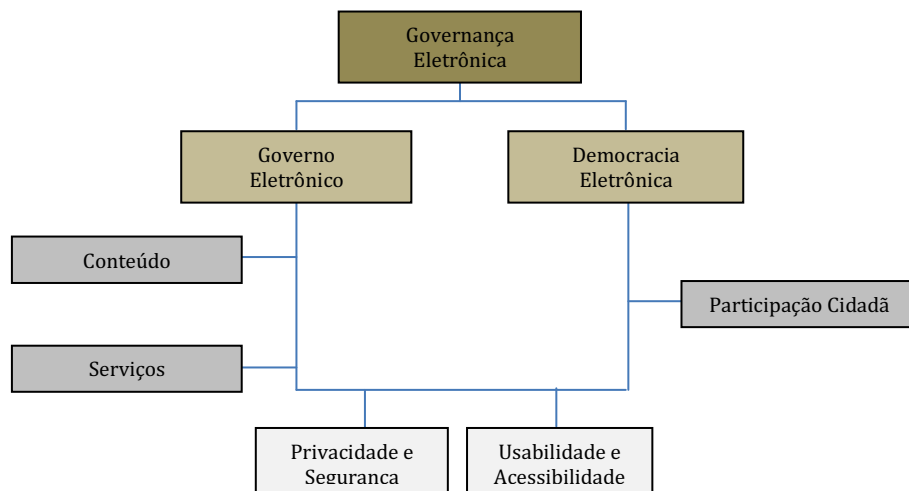 Governança
Eletrônica
Governo
Eletrônico
Democracia
Eletrônica
Conteúdo
Participação Cidadã
Serviços
Privacidade e
Segurança
Usabilidade e
Acessibilidade